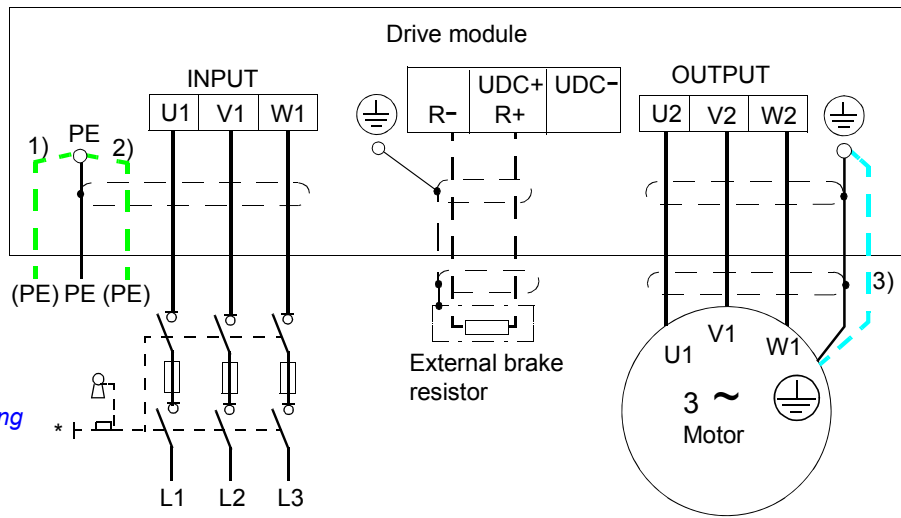 Drive module
INPUT
U1 V1 W1
UDC+ UDC-
R- R+
OUTPUT
U2 V2 W2
1) PE 2)
(PE) PE (PE)
3)
External brake
resistor
U1 V1 W1
3 ~
Motor
ng
*
L1 L2 L3